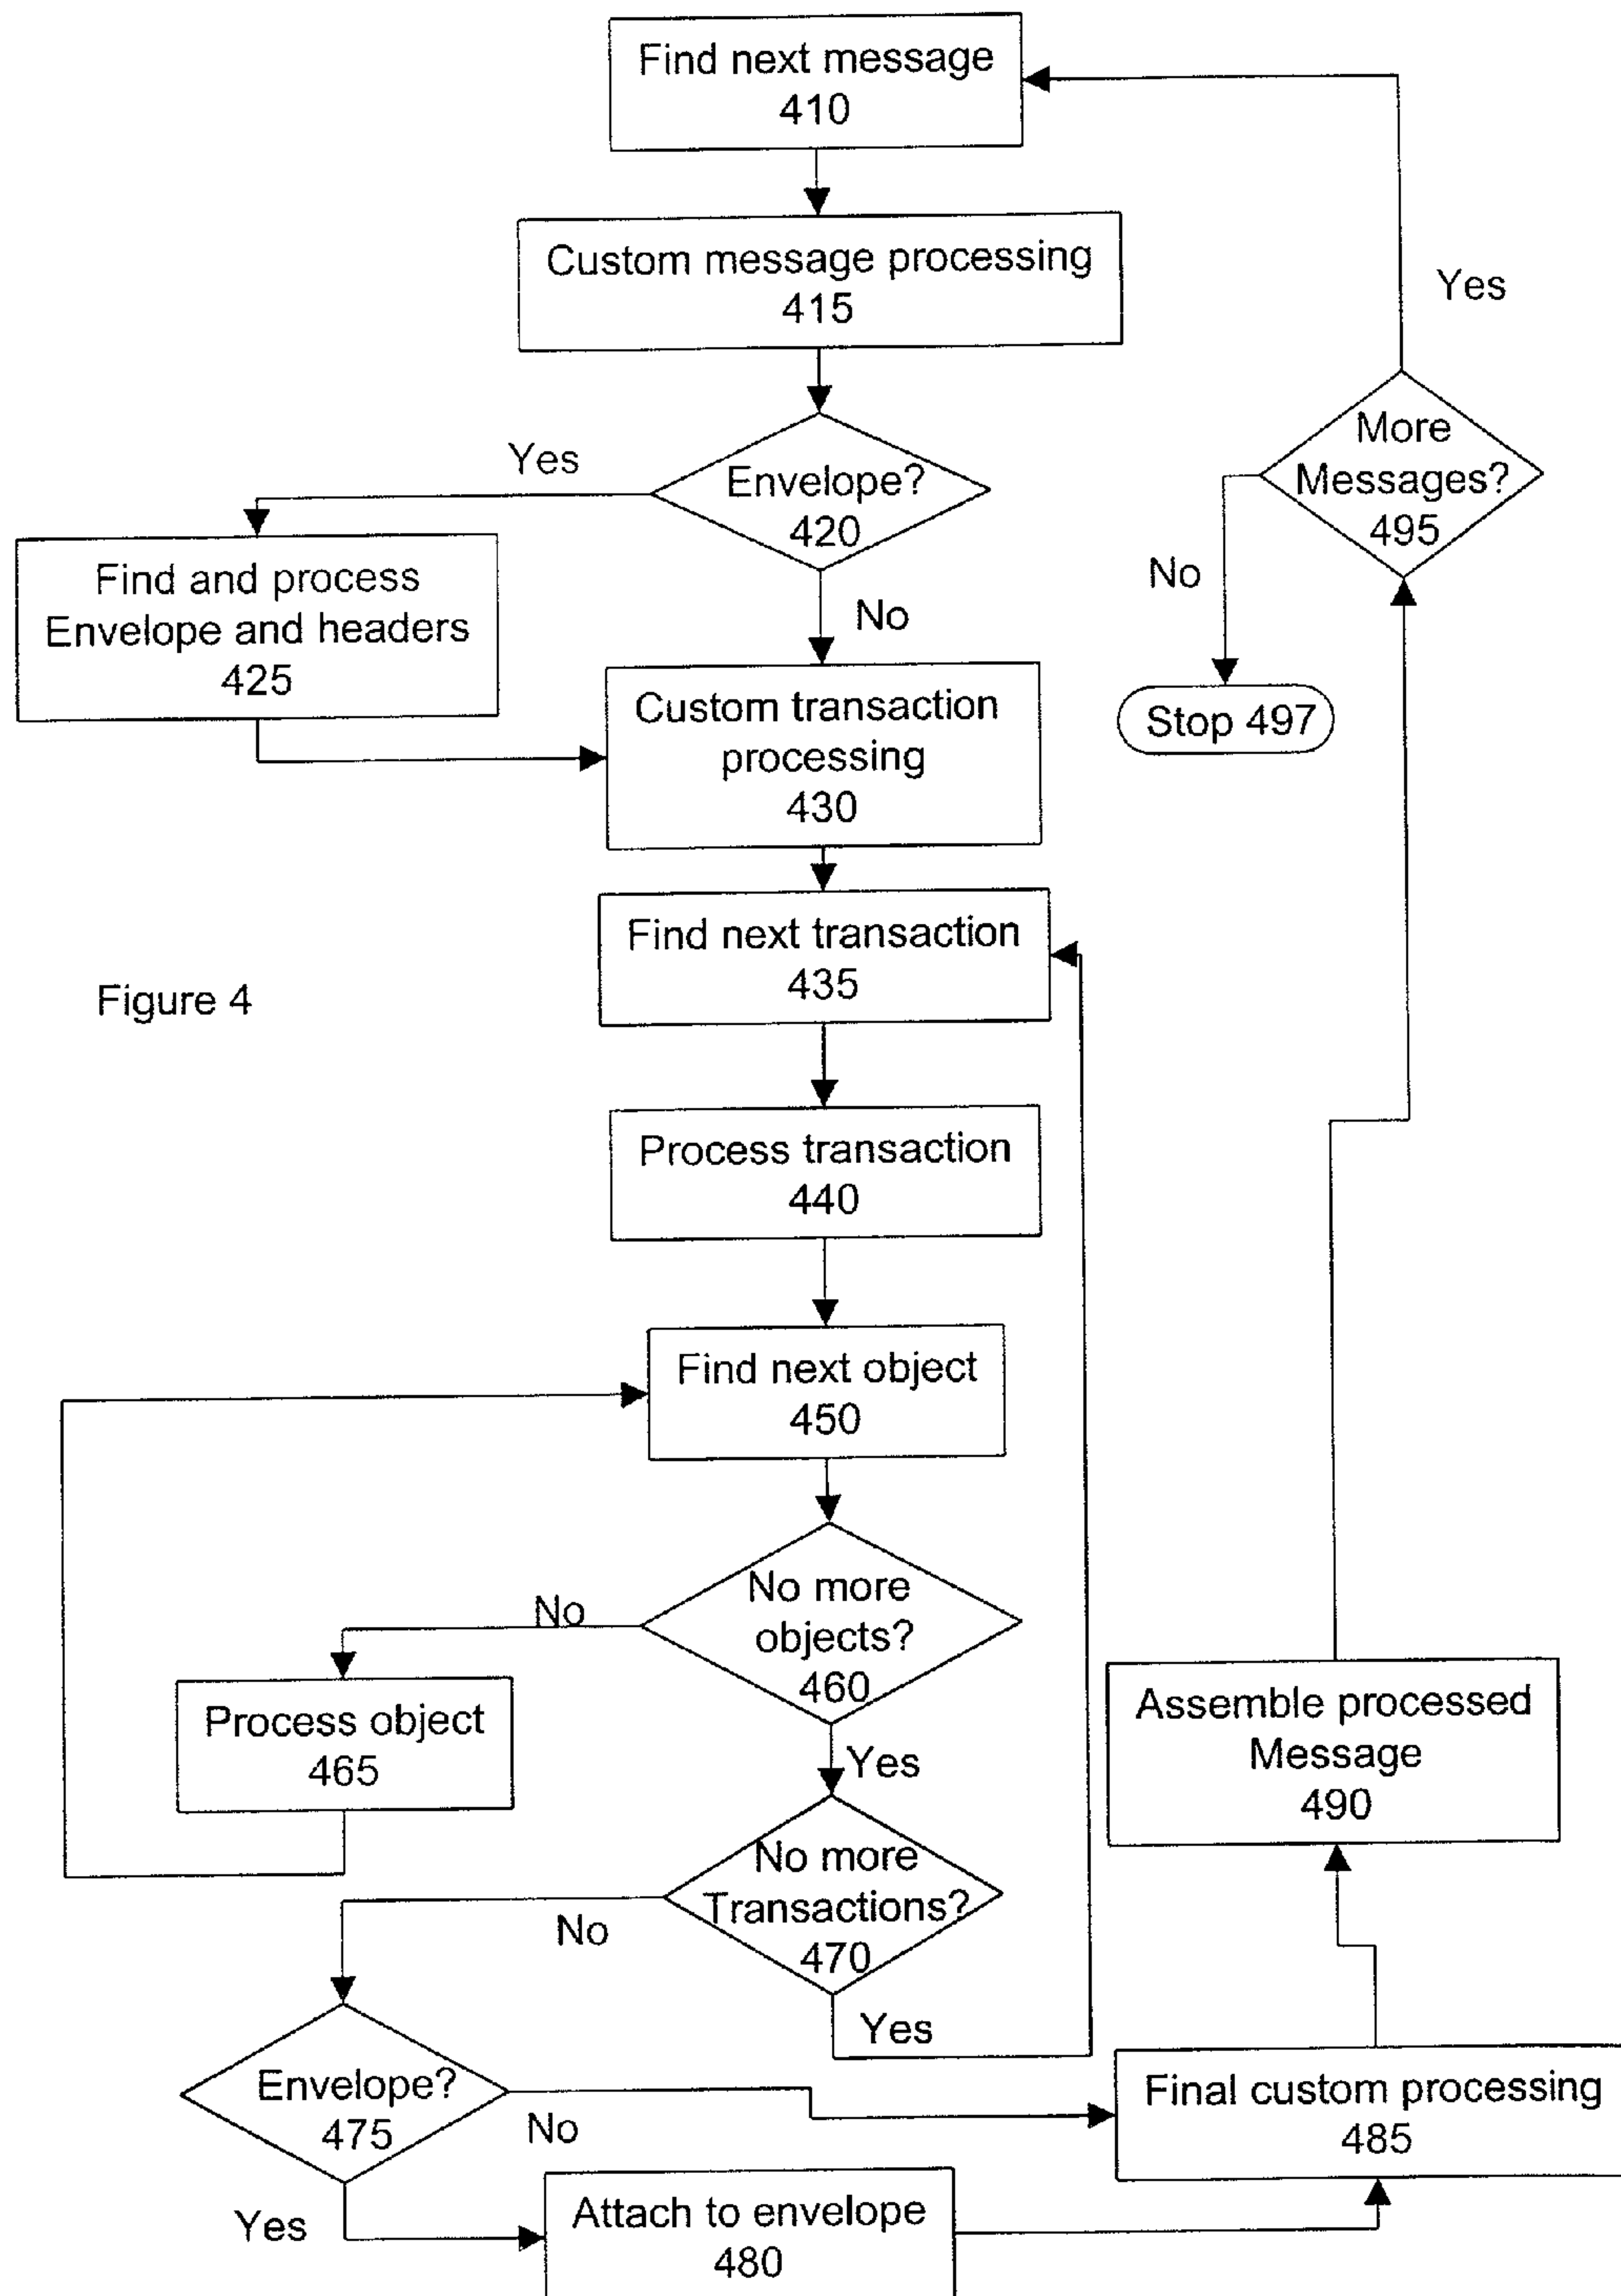 Find next message
410
Custom message processing
415
Yes
Envelope?
420
Yes
No
Find and process
Envelope and headers
425
More
Messages?
495
No
Stop 497
Custom transaction
processing
430
Find next transaction
435
Figure 4
Process transaction
440
Find next object
450
No more
objects?
460
No
Process object
465
Yes
Assemble processed
Message
490
No more
Transactions?
470
No
Yes
Envelope?
475
No
Yes
Final custom processing
485
Attach to envelope
480